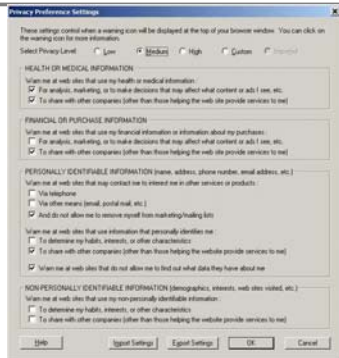 Privacy Preference Settings
These settings control when a warning icon will be displayed at the top of your browser window. You can click on
the warning icon for more information.
Select Privacy Level: Low Medium High Custom Imported
HEALTH OR MEDICAL INFORMATION
Warn me at web sites that use my health or medical information:
For analysis, marketing, or to make decisions that may affect what content or ads I see, etc.
To share with other companies (other than those helping the web site provide services to me)
FINANCIAL OR PURCHASE INFORMATION
Warn me at web sites that use my financial information or information about my purchases:
For analysis, marketing, or to make decisions that may affect what content or ads I see, etc.
To share with other companies (other than those helping the web site provide services to me)
PERSONALLY IDENTIFIABLE INFORMATION (name, address, phone number, email address, etc.)
Warn me at web sites that may contact me to interest me in other services or products:
Via telephone
Via other means (email, postal mail, etc.)
And do not allow me to remove myself from marketing/mailing lists
Warn me at web sites that use information that personally identifies me:
To determine my habits, interests, or other characteristics
To share with other companies (other than those helping the website provide services to me)
Warn me at web sites that do not allow me to find out what data they have about me
NON-PERSONALLY IDENTIFIABLE INFORMATION (demographics, interests, web sites visited, etc.)
Warn me at web sites that use my non-personally identifiable information:
To determine my habits, interests or other characteristics
To share with other companies (other than those helping the website provide services to me)
Help Import Settings Export Settings OK Cancel